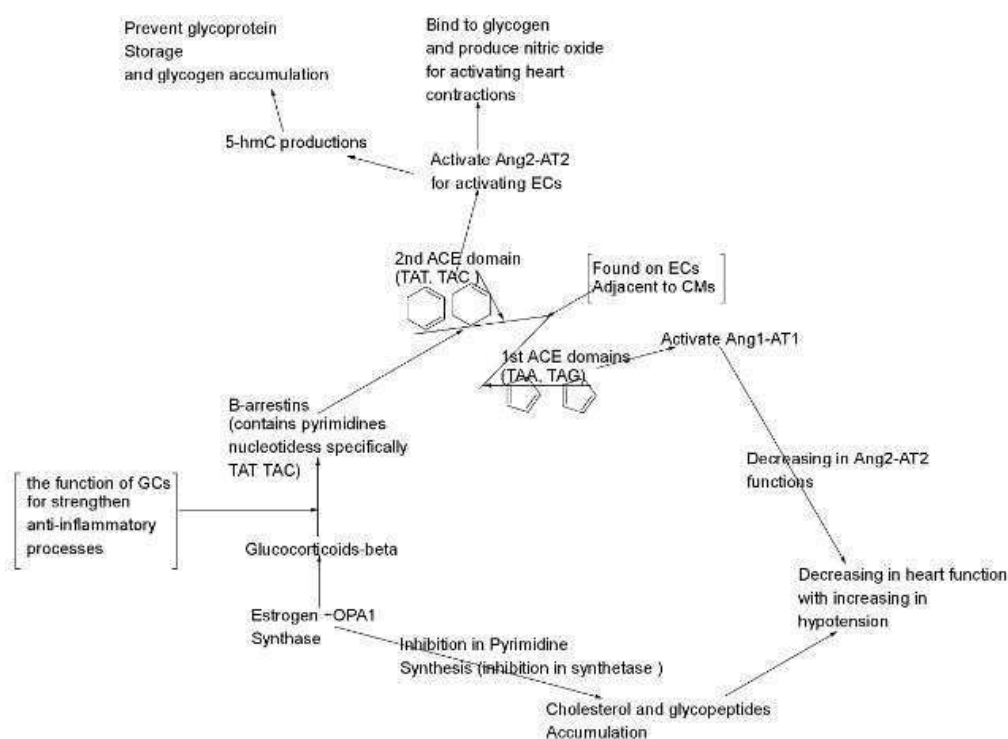 Prevent glycoprotein
Storage
and glycogen accumulation
Bind to glycogen
and produce nitric oxide
for activating heart
contractions
5-hmC productions
Activate Ang2-AT2
for activating ECs
2nd ACE domain
(TAT, TAC )
Found on ECs
Adjacent to CMs
Activate Ang1-AT1
1st ACE domains
(TAA, TAG)
B-arrestins
(contains pyrimidines
nucleotidess specifically
TAT TAC)
Decreasing in Ang2-AT2
functions
the function of GCs
for strengthen
anti-inflammatory
processes
Glucocorticoids-beta
Decreasing in heart function
with increasing in
hypotension
Estrogen ~OPA1
Synthase
Inhibition in Pyrimidine
Synthesis (inhibition in synthetase )
Cholesterol and glycopeptides
Accumulation